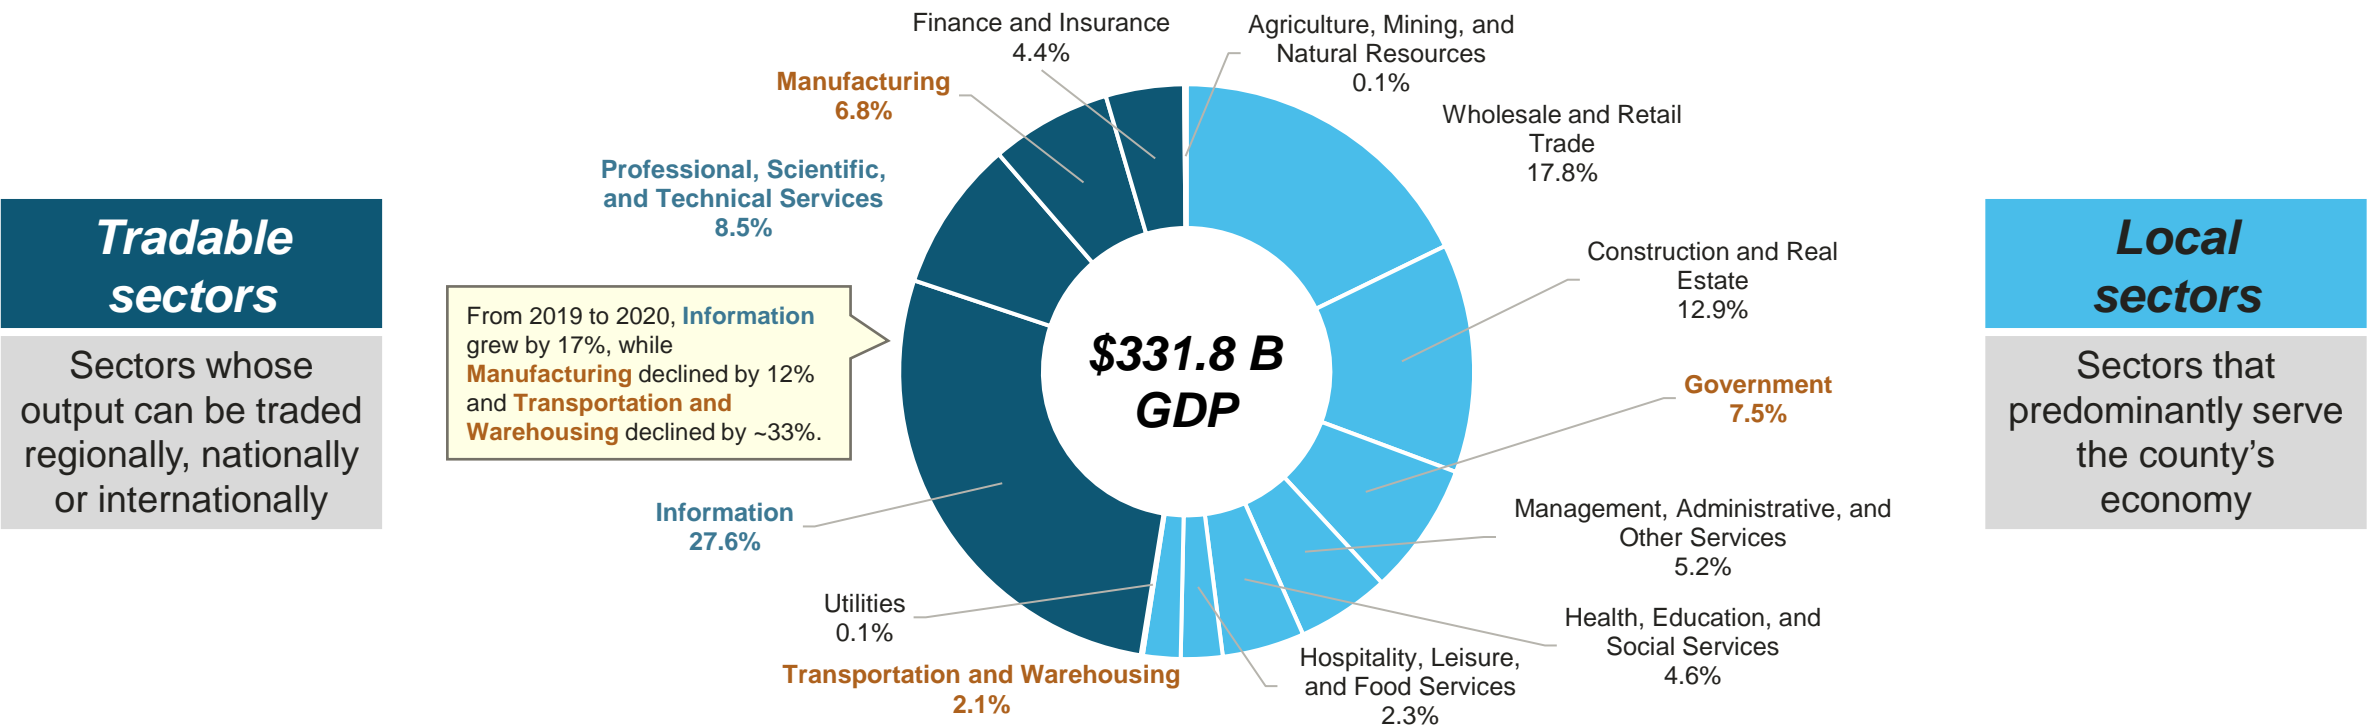 Tradable
sectors
Sectors whose
output can be traded
regionally, nationally
or internationally
Finance and Insurance
4.4%
Manufacturing
6.8%
Professional, Scientific,
and Technical Services
8.5%
From 2019 to 2020, Information
grew by 17%, while
Manufacturing declined by 12%
and Transportation and
Warehousing declined by ~33%.
Information
27.6%
Utilities
0.1%
Transportation and Warehousing
2.1%
$331.8 B
GDP
Agriculture, Mining, and
Natural Resources
0.1%
Wholesale and Retail
Trade
17.8%
Construction and Real
Estate
12.9%
Government
7.5%
Management, Administrative, and
Other Services
5.2%
Health, Education, and
Social Services
4.6%
Hospitality, Leisure,
and Food Services
2.3%
Local
sectors
Sectors that
predominantly serve
the county’s
economy